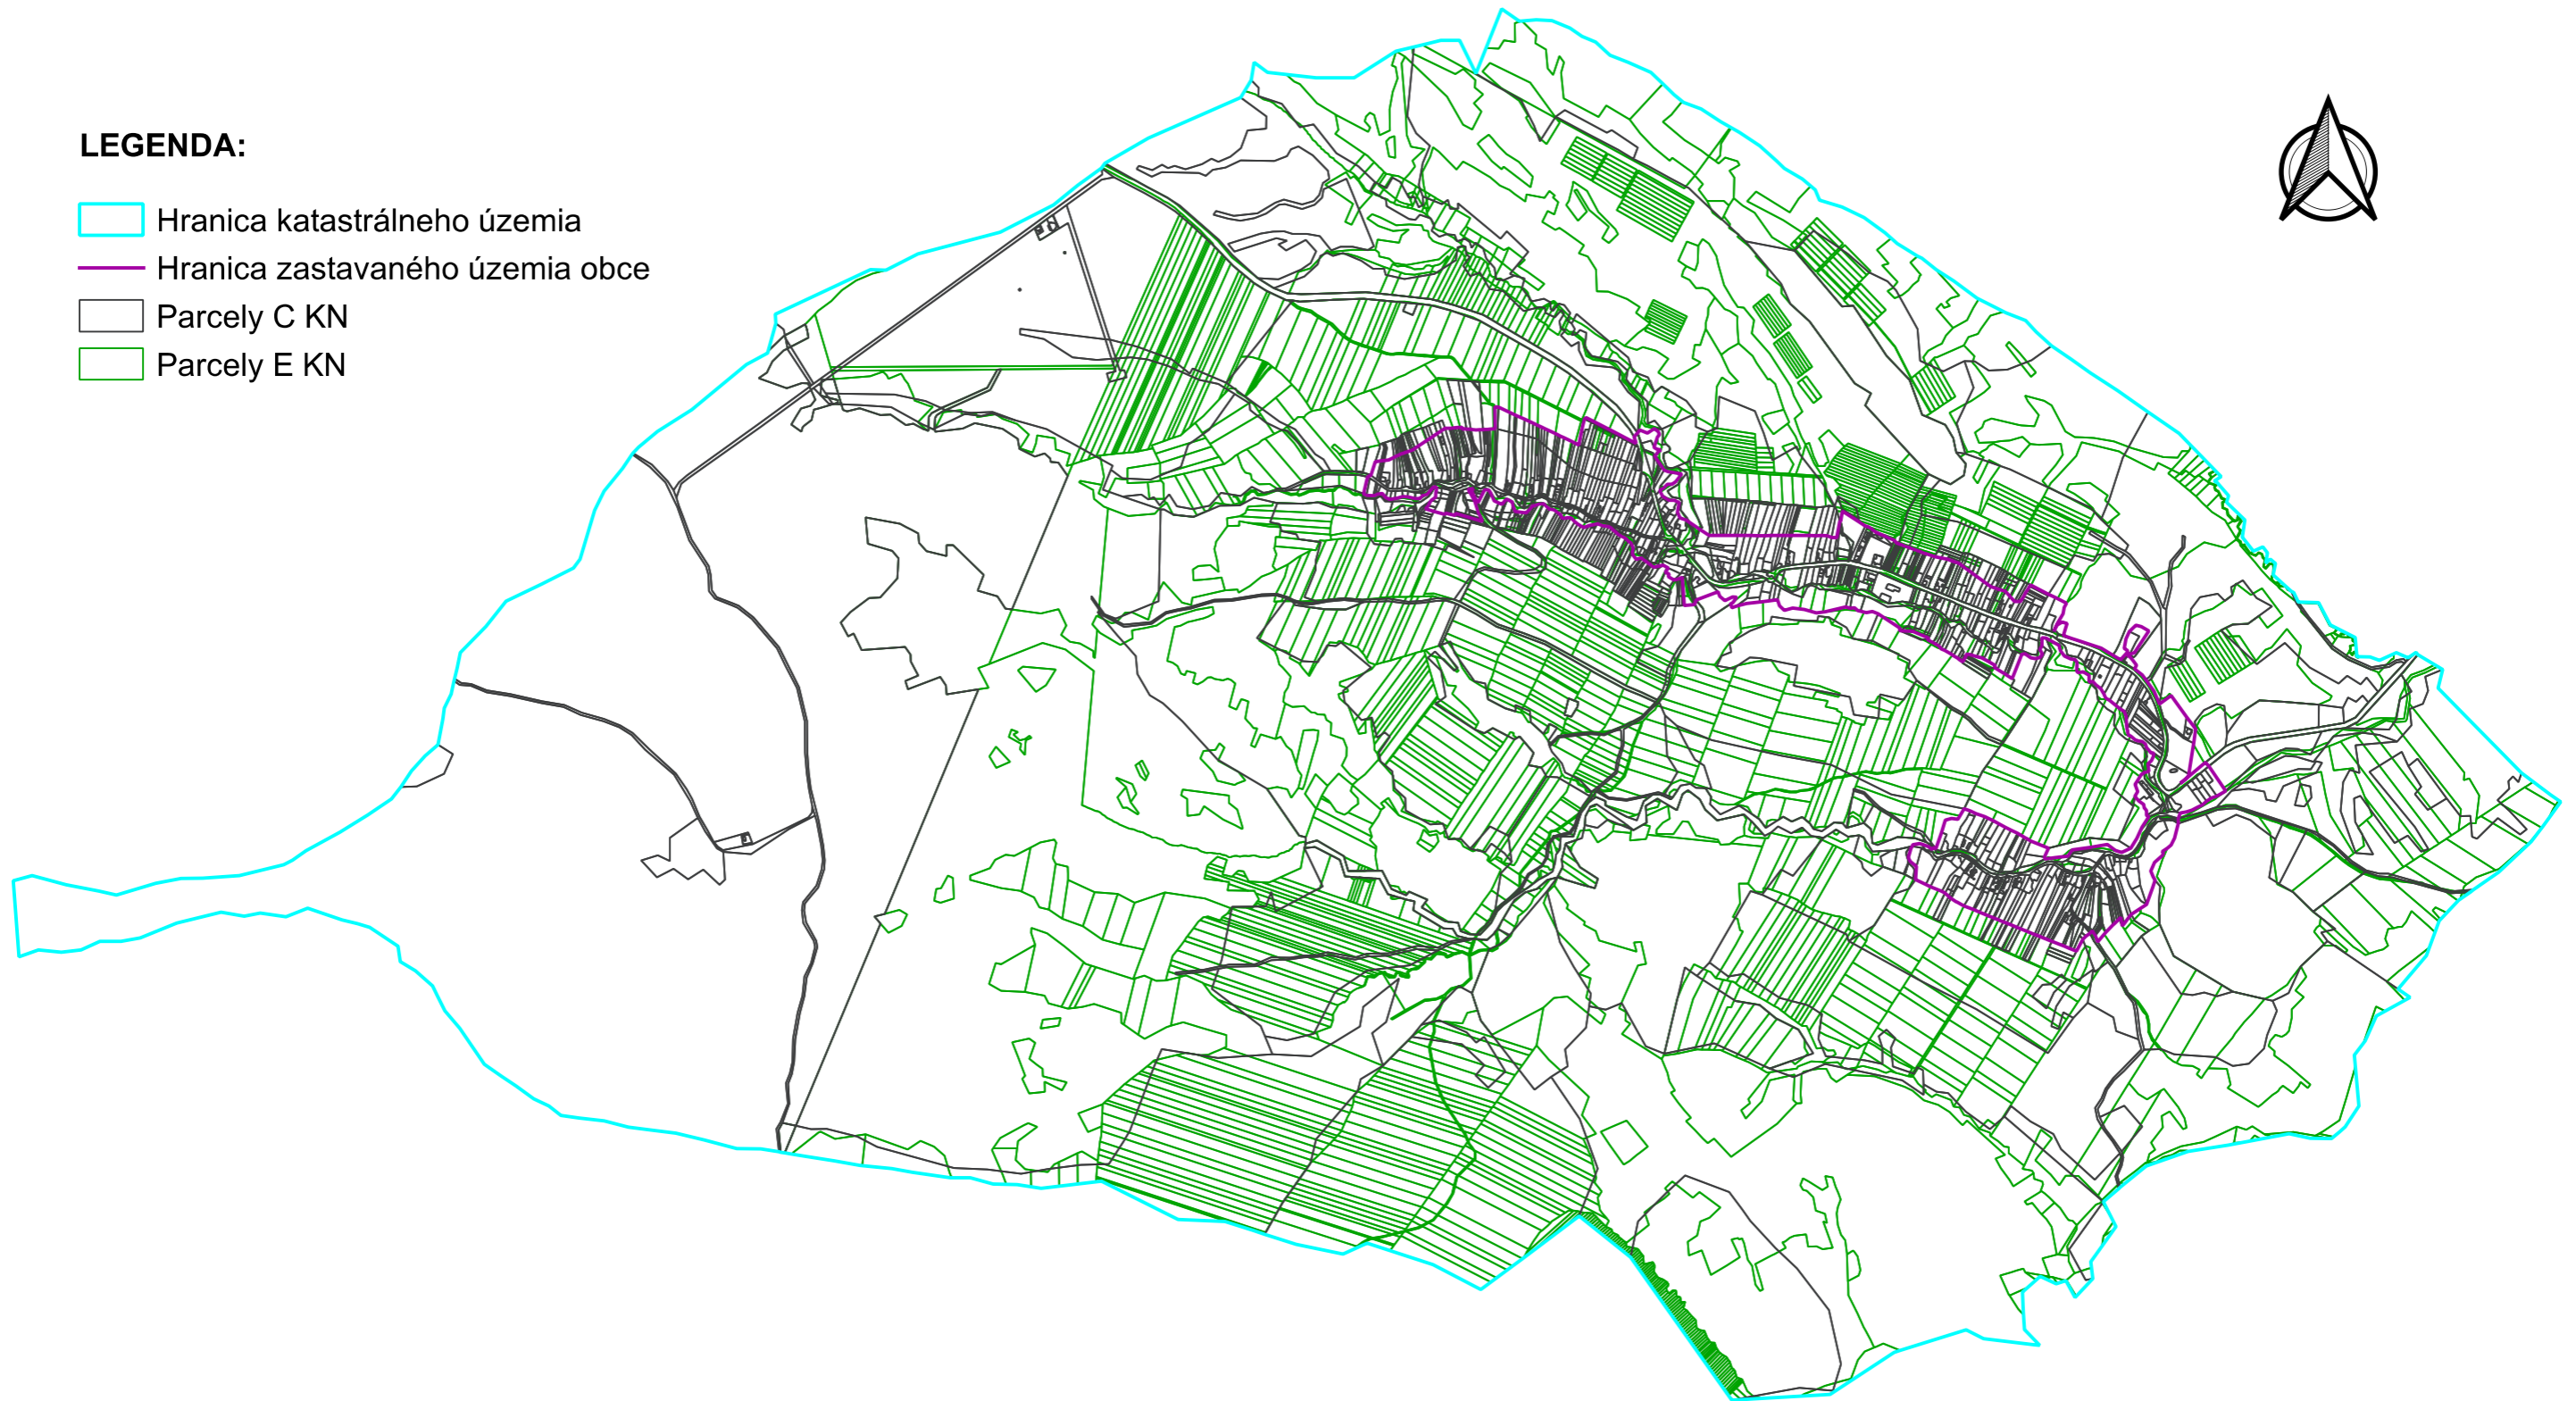 LEGENDA:
Hranica katastrálneho územia
Hranica zastavaného územia obce
Parcely C KN
Parcely E KN